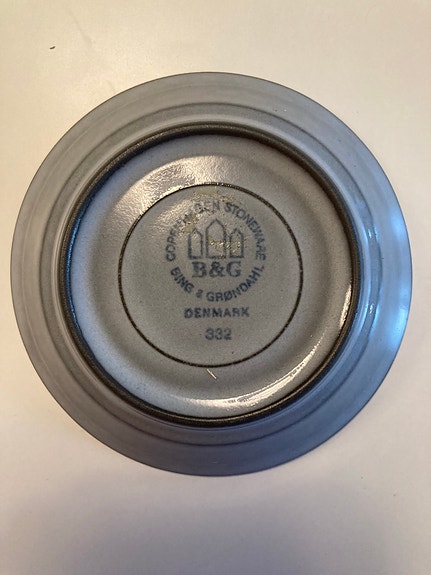 COPENHAGEN STONEWARE
B&G
BING & GRØNDAHL
DENMARK
332